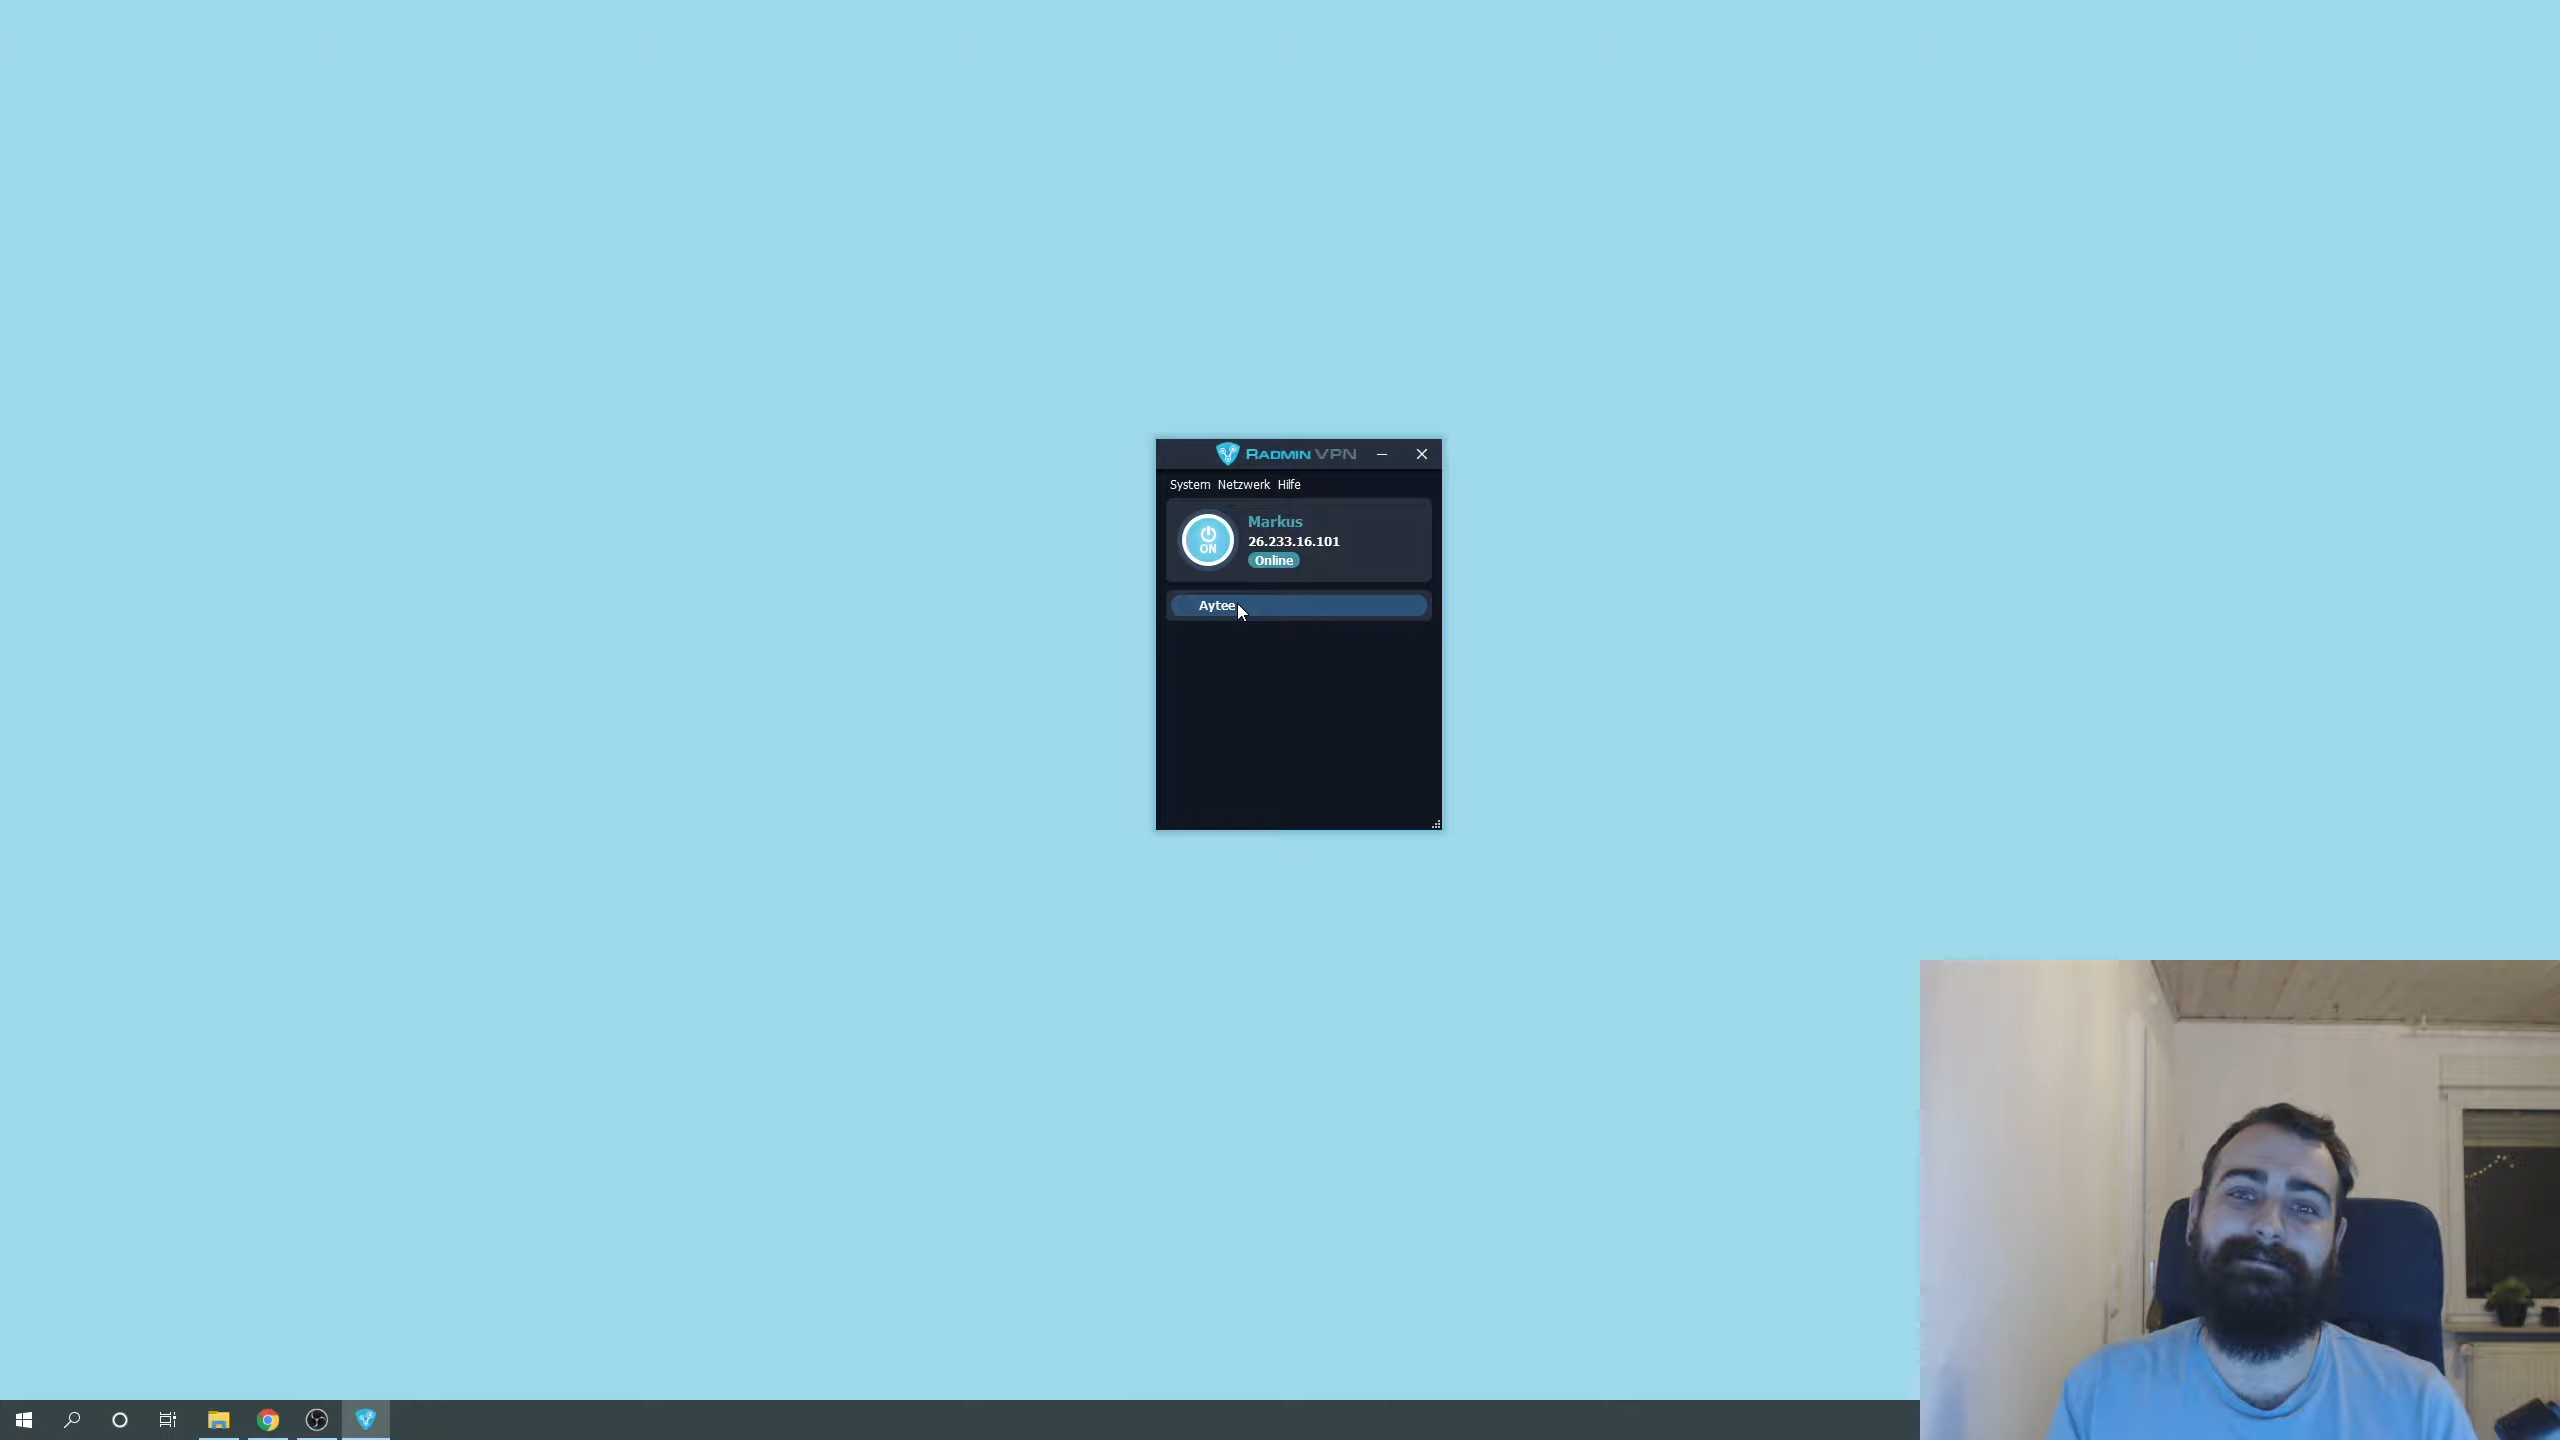 RADMIN VPN
System Netzwerk Hilfe
Markus
26.233.16.101
ON
Online
Aytee